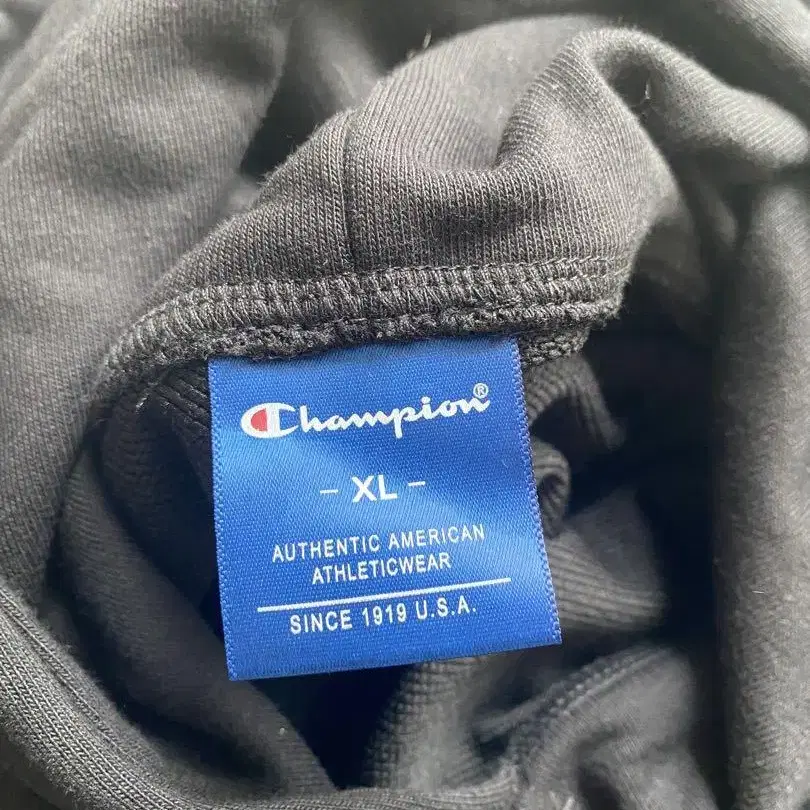 Champion®
- XL -
AUTHENTIC AMERICAN
ATHLETICWEAR
SINCE 1919 U.S.A.